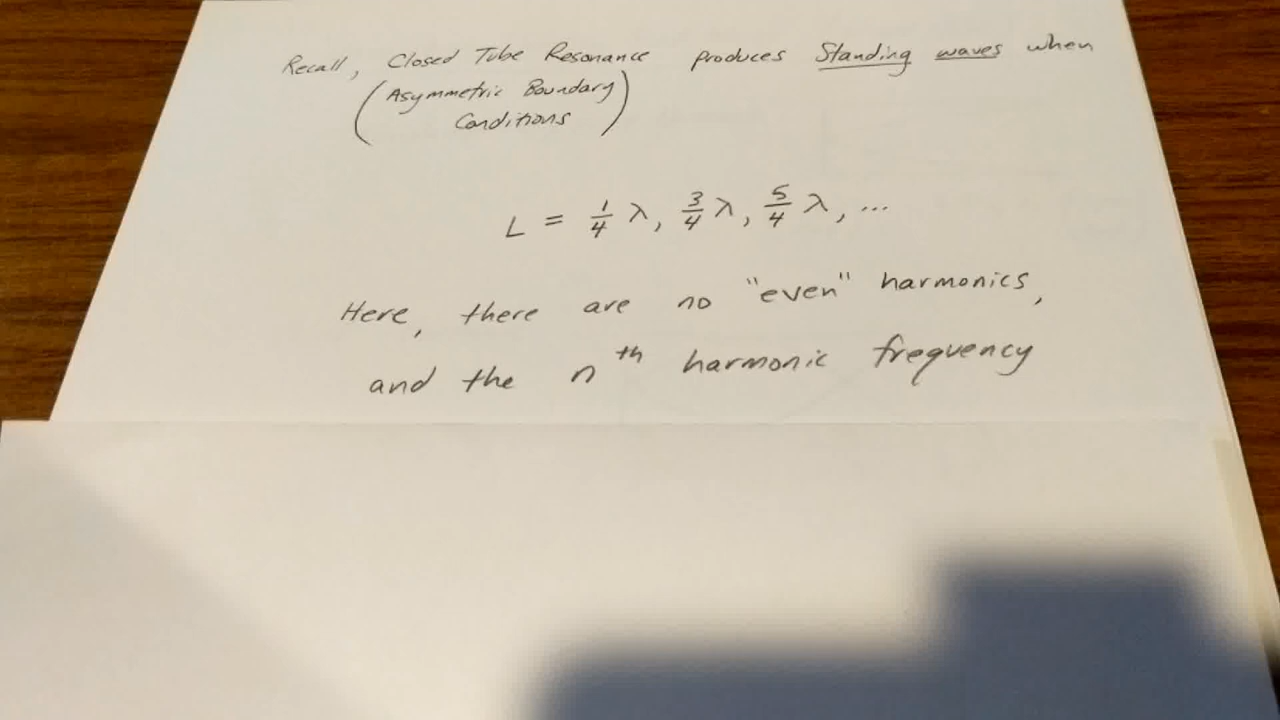 Recall, Closed Tube Resonance produces Standing waves when
(Asymmetric Boundary
Conditions)
L = 1/4 λ, 3/4 λ, 5/4 λ, ...
Here, there are no "even" harmonics,
and the n^th harmonic frequency